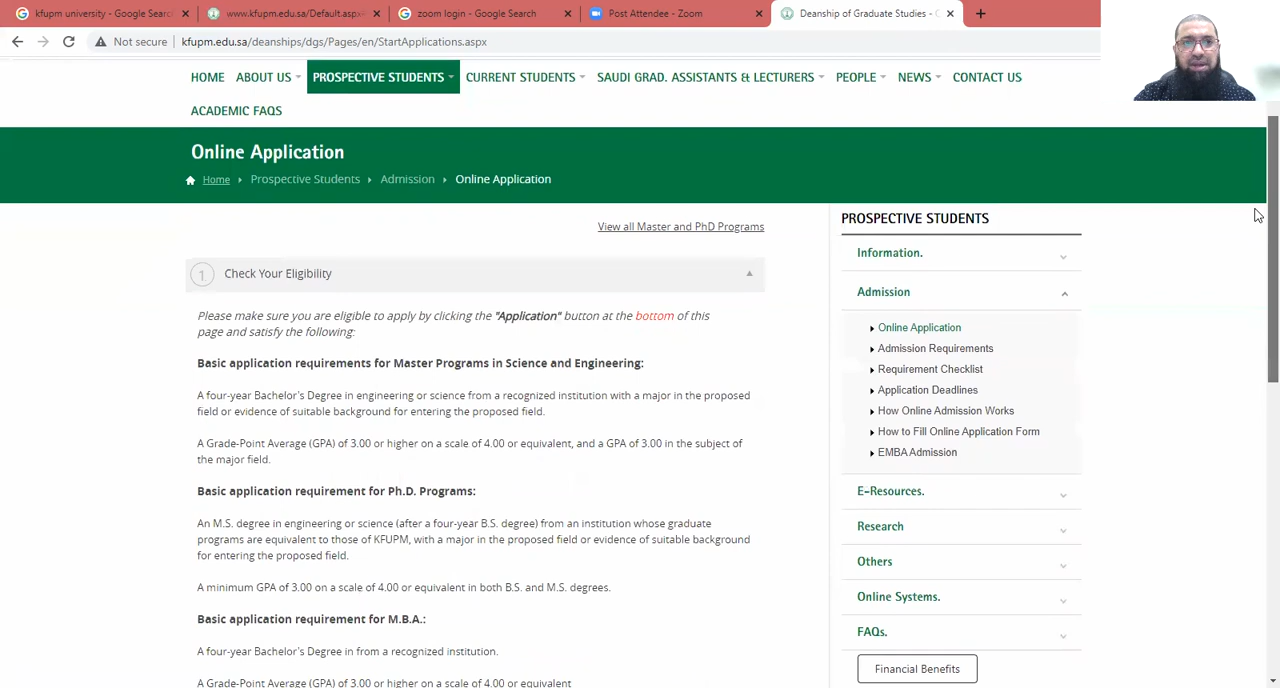 kfupm university - Google Searc
www.kfupm.edu.sa/Default.aspx
zoom login - Google Search
Post Attendee - Zoom
Deanship of Graduate Studies - O
Not secure
kfupm.edu.sa/deanships/dgs/Pages/en/StartApplications.aspx
HOME ABOUT US PROSPECTIVE STUDENTS CURRENT STUDENTS SAUDI GRAD. ASSISTANTS & LECTURERS PEOPLE NEWS CONTACT US
ACADEMIC FAQS
Online Application
Home Prospective Students Admission Online Application
View all Master and PhD Programs
1 Check Your Eligibility
Please make sure you are eligible to apply by clicking the "Application" button at the bottom of this
page and satisfy the following:
Basic application requirements for Master Programs in Science and Engineering:
A four-year Bachelor's Degree in engineering or science from a recognized institution with a major in the proposed
field or evidence of suitable background for entering the proposed field.
A Grade-Point Average (GPA) of 3.00 or higher on a scale of 4.00 or equivalent, and a GPA of 3.00 in the subject of
the major field.
Basic application requirement for Ph.D. Programs:
An M.S. degree in engineering or science (after a four-year B.S. degree) from an institution whose graduate
programs are equivalent to those of KFUPM, with a major in the proposed field or evidence of suitable background
for entering the proposed field.
A minimum GPA of 3.00 on a scale of 4.00 or equivalent in both B.S. and M.S. degrees.
Basic application requirement for M.B.A.:
A four-year Bachelor's Degree in from a recognized institution.
A Grade-Point Average (GPA) of 3.00 or higher on a scale of 4.00 or equivalent
PROSPECTIVE STUDENTS
Information.
Admission
Online Application
Admission Requirements
Requirement Checklist
Application Deadlines
How Online Admission Works
How to Fill Online Application Form
EMBA Admission
E-Resources.
Research
Others
Online Systems.
FAQs.
Financial Benefits